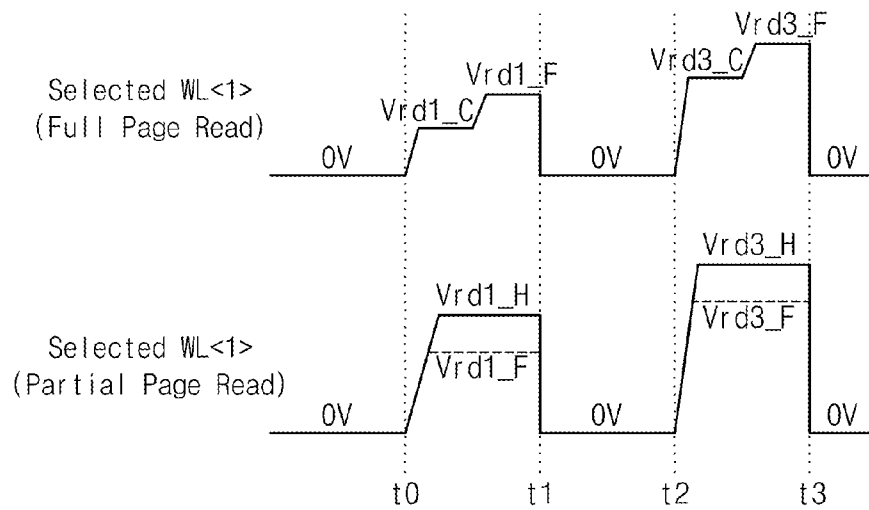 Vrd3_F
Vrd3_C
Selected WL<1>
(Full Page Read)
Vrd1_F
Vrd1_C
0V
0V
0V
Vrd3_H
Vrd1_H
Vrd3_F
Selected WL<1>
(Partial Page Read)
Vrd1_F
0V
0V
0V
t0
t1
t2
t3